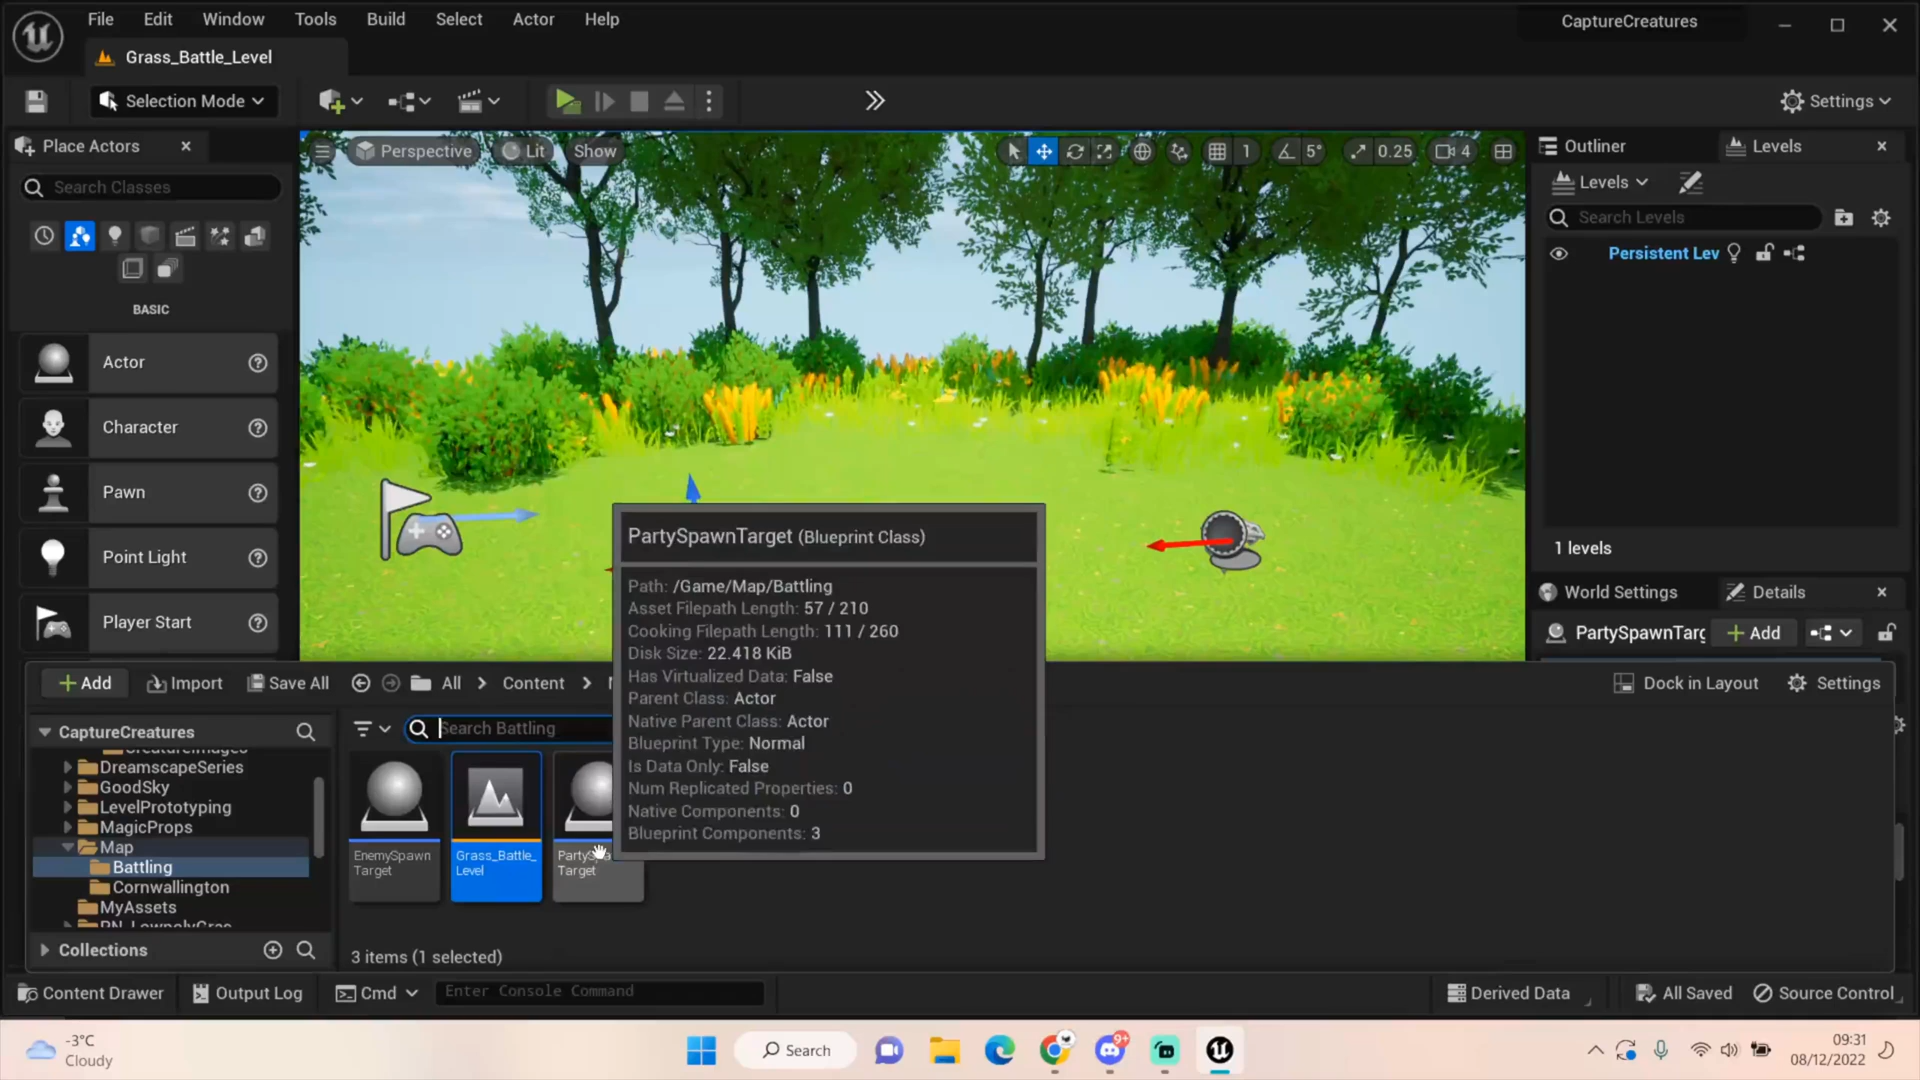 File Edit Window Tools Build Select Actor Help
CaptureCreatures
Grass_Battle_Level
Selection Mode
Settings
Place Actors
Search Classes
BASIC
Actor
Character
Pawn
Point Light
Player Start
Perspective Lit Show
1 5° 0.25 4
Outliner Levels
Levels
Search Levels
Persistent Lev
1 levels
World Settings Details
PartySpawnTarg Add
PartySpawnTarget (Blueprint Class)
Path: /Game/Map/Battling
Asset Filepath Length: 57 / 210
Cooking Filepath Length: 111 / 260
Disk Size: 22.418 KiB
Has Virtualized Data: False
Parent Class: Actor
Native Parent Class: Actor
Blueprint Type: Normal
Is Data Only: False
Num Replicated Properties: 0
Native Components: 0
Blueprint Components: 3
Add Import Save All All Content
Dock in Layout Settings
CaptureCreatures
CreatureImages
DreamscapeSeries
GoodSky
LevelPrototyping
MagicProps
Map
Battling
Cornwallington
MyAssets
Collections
Search Battling
EnemySpawn
Target
Grass_Battle_
Level
Target
3 items (1 selected)
Content Drawer Output Log Cmd Enter Console Command
Derived Data All Saved Source Control
-3°C
Cloudy
Search
9+
09:31
08/12/2022